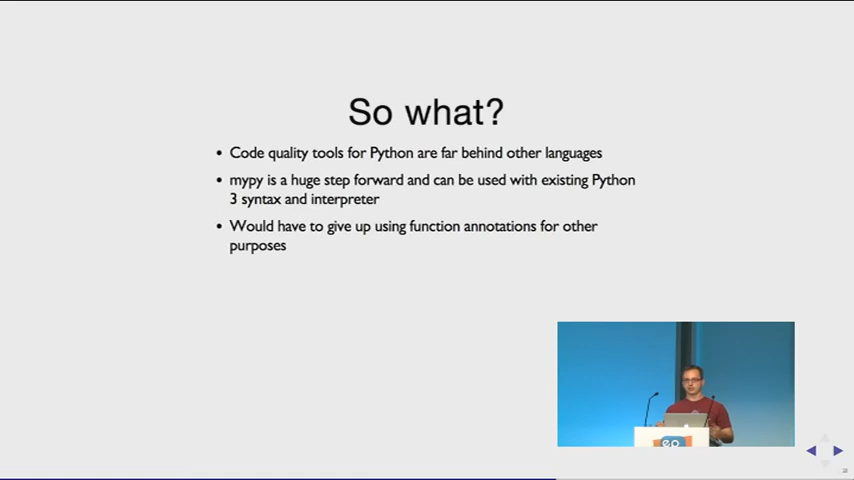 So what?
• Code quality tools for Python are far behind other languages
• mypy is a huge step forward and can be used with existing Python
3 syntax and interpreter
• Would have to give up using function annotations for other
purposes
ep